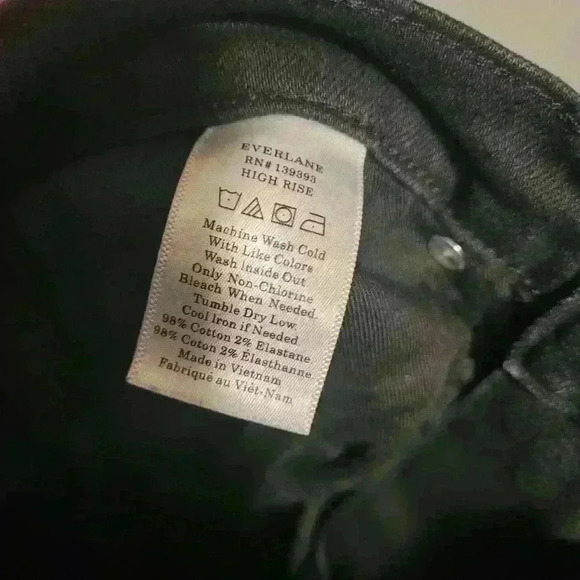 EVERLANE
RN# 139393
HIGH RISE
Machine Wash Cold
With Like Colors
Wash Inside Out
Only Non-Chlorine
Bleach When Needed
Tumble Dry Low
Cool Iron if Needed
98% Cotton 2% Elastane
98% Coton 2% Elasthanne
Made in Vietnam
Fabriqué au Viêt-Nam